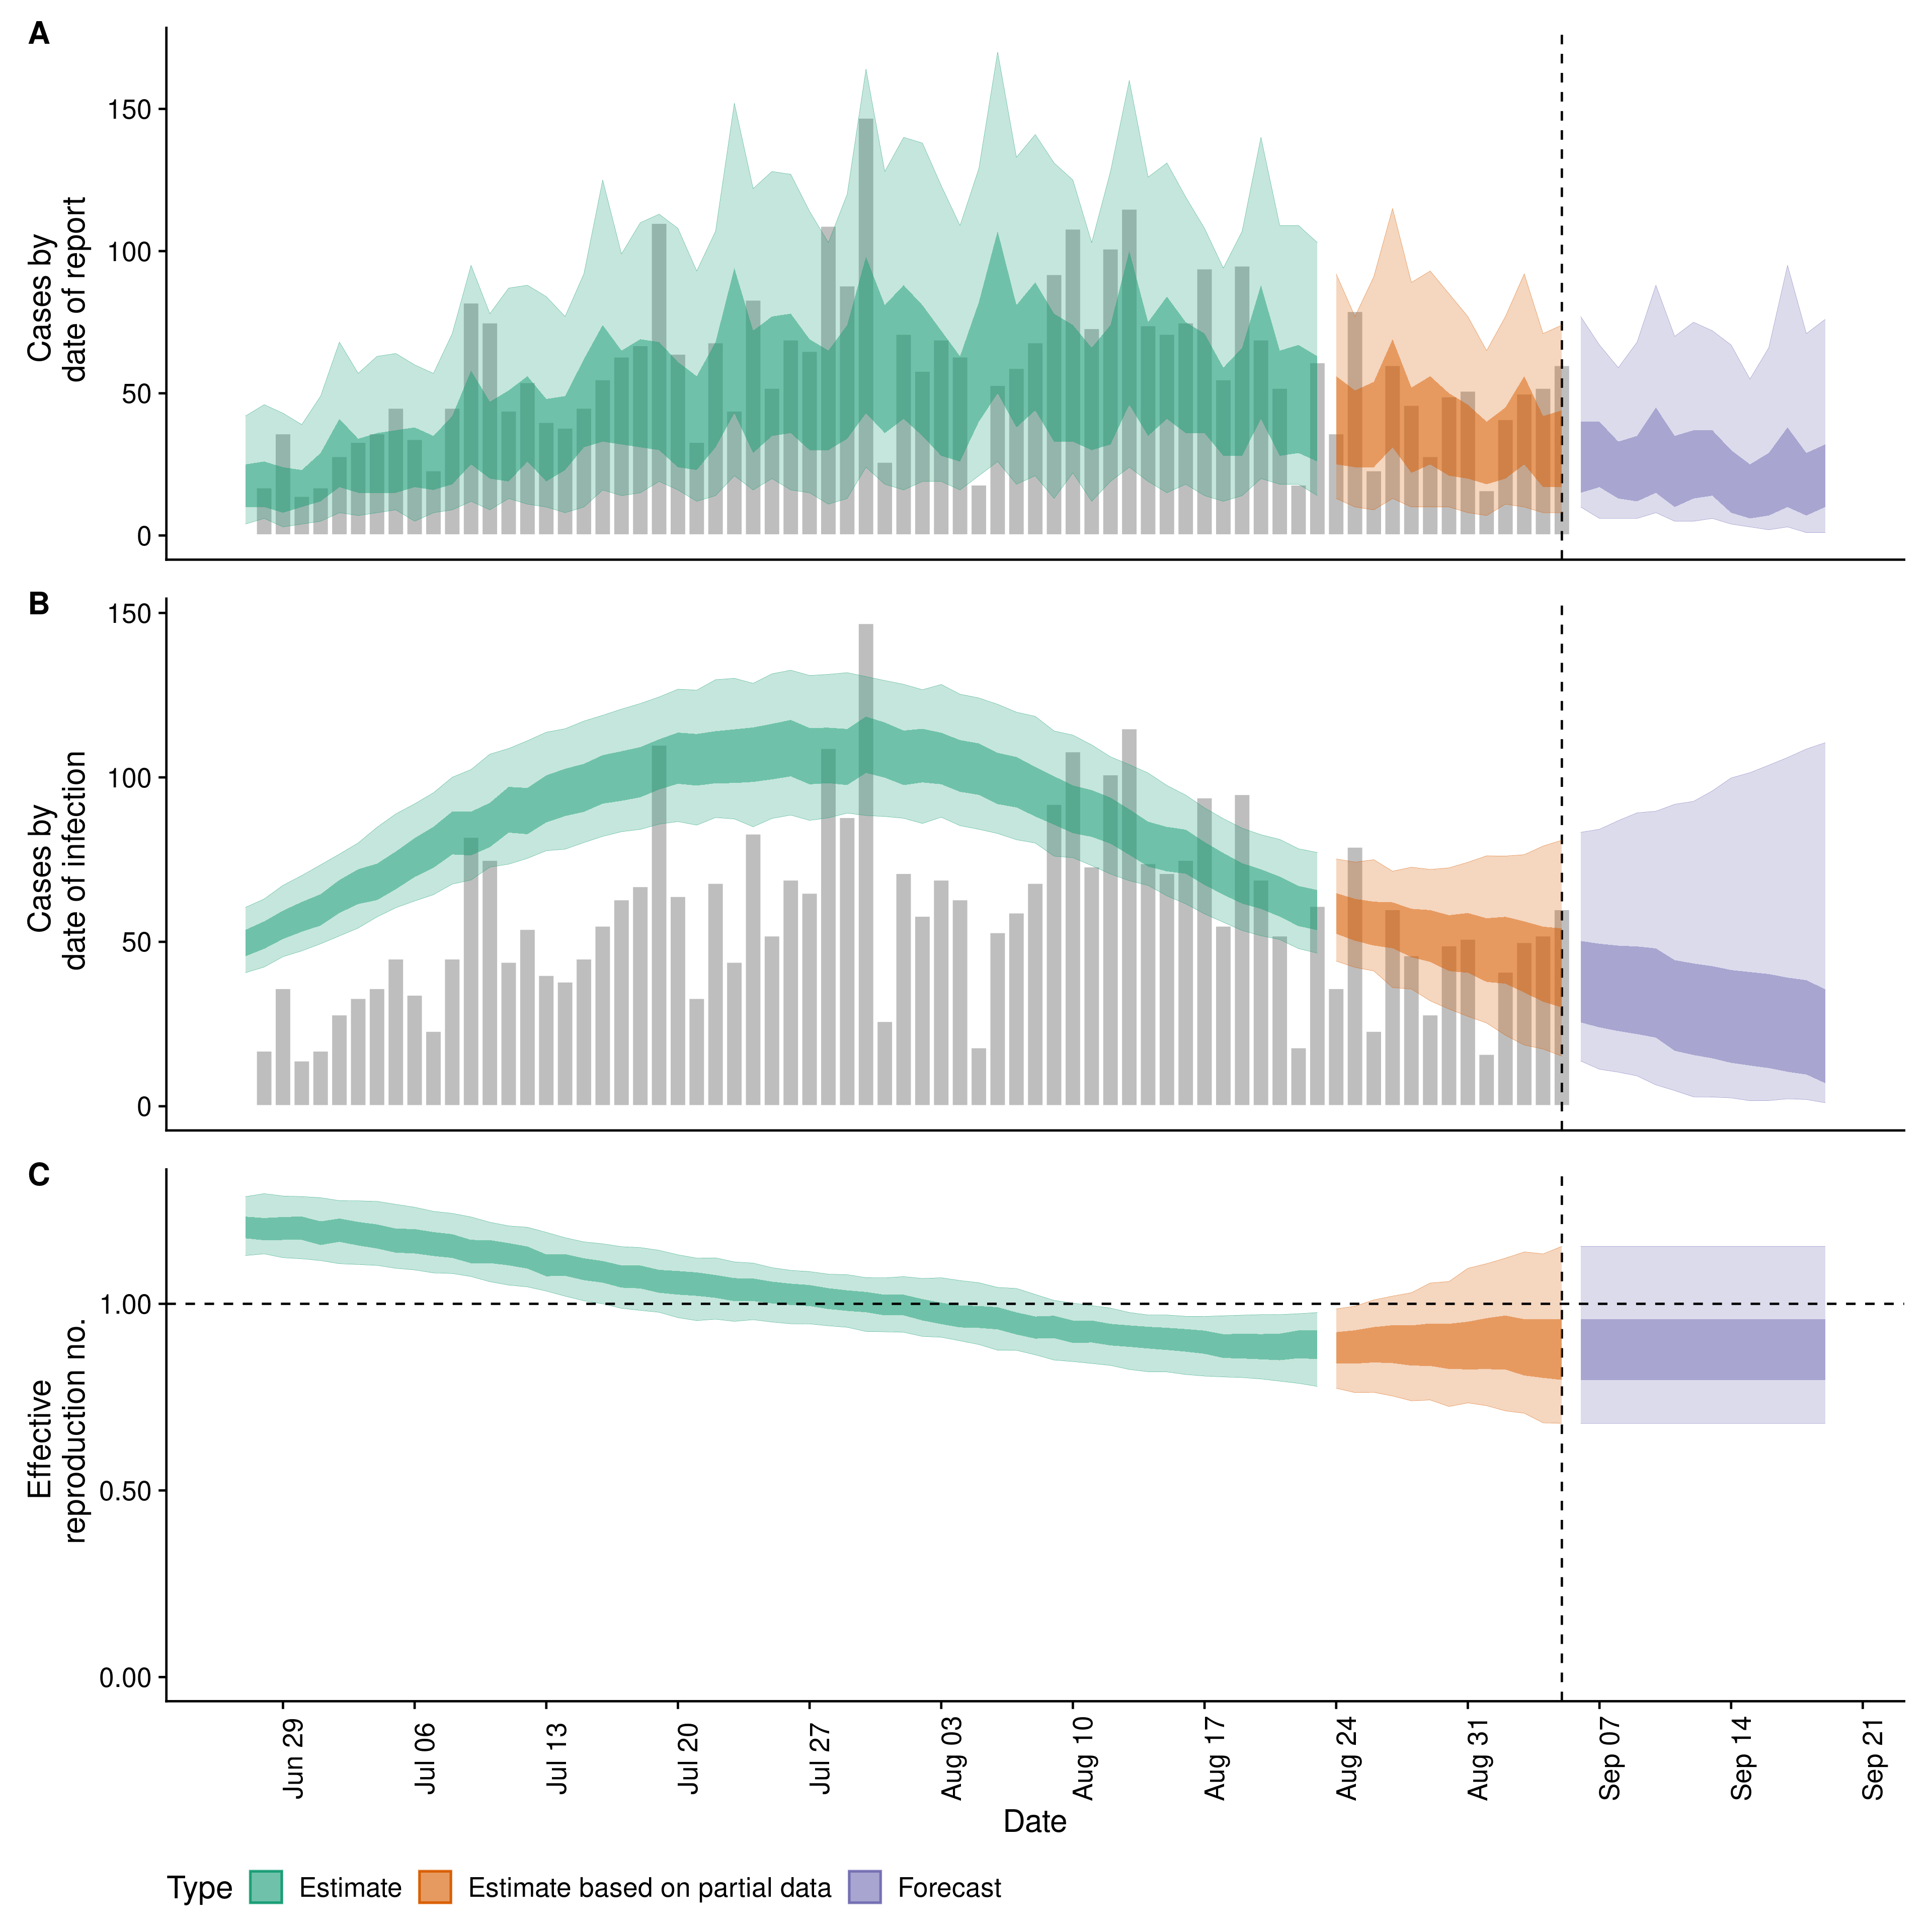 A
Cases by
date of report
150
100
50
0
B
Cases by
date of infection
150
100
50
0
C
Effective
reproduction no.
1.00
0.50
0.00
Jun 29
Jul 06
Jul 13
Jul 20
Jul 27
Aug 03
Aug 10
Aug 17
Aug 24
Aug 31
Sep 07
Sep 14
Sep 21
Date
Type Estimate Estimate based on partial data Forecast